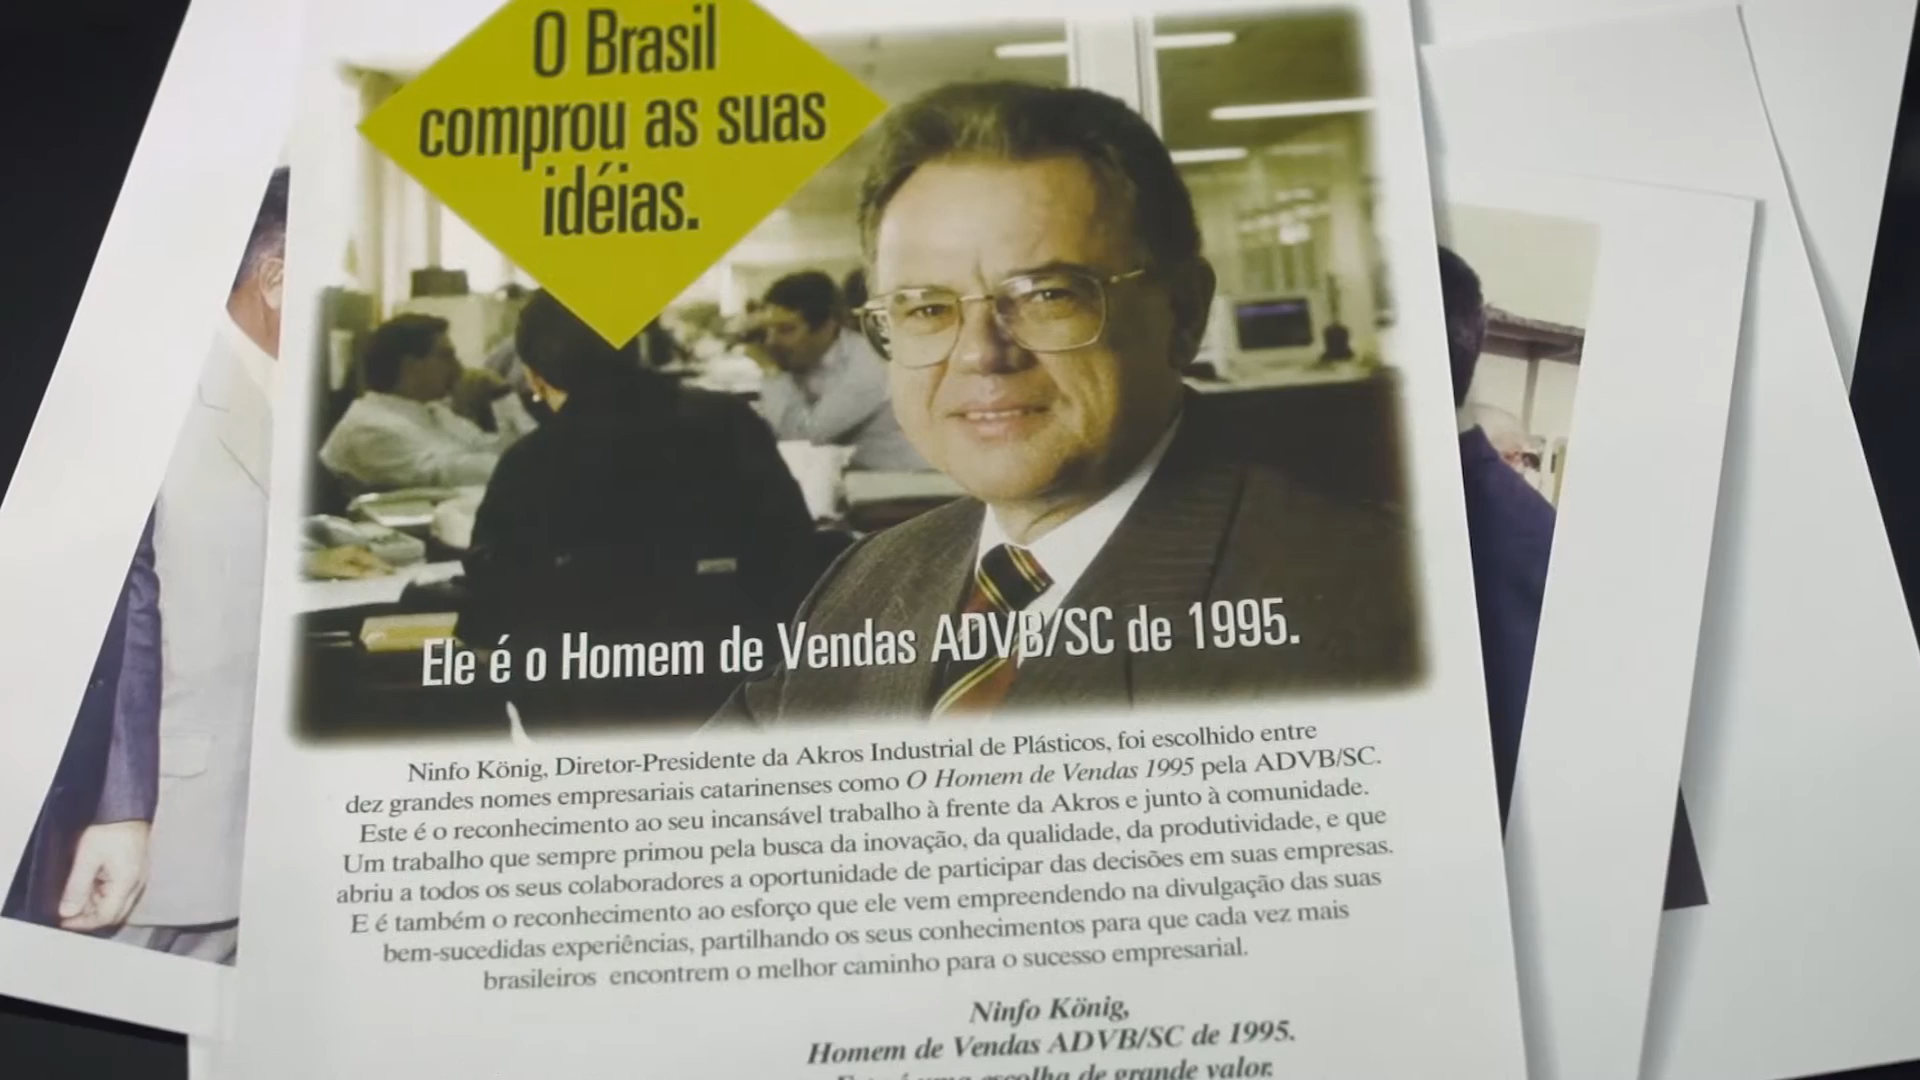 O Brasil
comprou as suas
idéias.
Ele é o Homem de Vendas ADVB/SC de 1995.
Ninfo König, Diretor-Presidente da Akros Industrial de Plásticos, foi escolhido entre
dez grandes nomes empresariais catarinenses como O Homem de Vendas 1995 pela ADVB/SC.
Este é o reconhecimento ao seu incansável trabalho à frente da Akros e junto à comunidade.
Um trabalho que sempre primou pela busca da inovação, da qualidade, da produtividade, e que
abriu a todos os seus colaboradores a oportunidade de participar das decisões em suas empresas.
E é também o reconhecimento ao esforço que ele vem empreendendo na divulgação das suas
bem-sucedidas experiências, partilhando os seus conhecimentos para que cada vez mais
brasileiros encontrem o melhor caminho para o sucesso empresarial.
Ninfo König,
Homem de Vendas ADVB/SC de 1995.
escolha de grande valor.